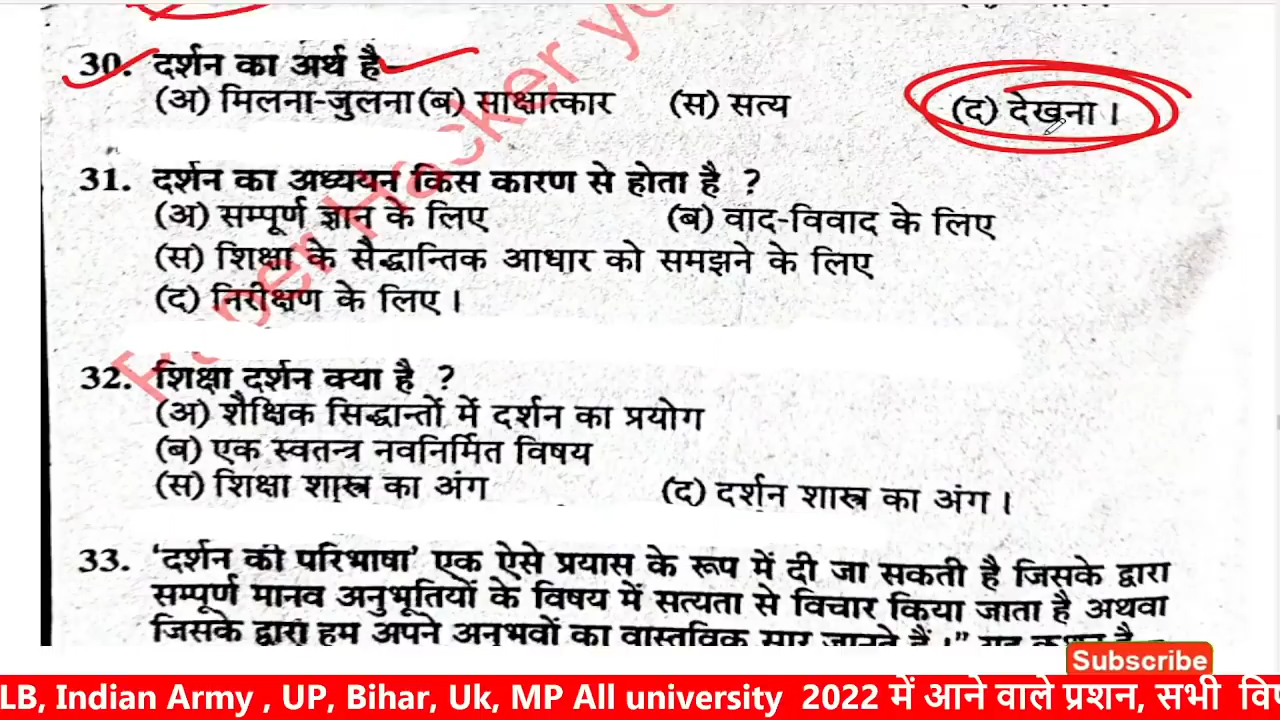 30. दर्शन का अर्थ है
(अ) मिलना-जुलना (ब) साक्षात्कार (स) सत्य (द) देखना ।
31. दर्शन का अध्ययन किस कारण से होता है ?
(अ) सम्पूर्ण ज्ञान के लिए (ब) वाद-विवाद के लिए
(स) शिक्षा के सैद्धान्तिक आधार को समझने के लिए
(द) निरीक्षण के लिए ।
32. शिक्षा दर्शन क्या है ?
(अ) शैक्षिक सिद्धान्तों में दर्शन का प्रयोग
(ब) एक स्वतन्त्र नवनिर्मित विषय
(स) शिक्षा शास्त्र का अंग (द) दर्शन शास्त्र का अंग ।
33. 'दर्शन की परिभाषा' एक ऐसे प्रयास के रूप में दी जा सकती है जिसके द्वारा
सम्पूर्ण मानव अनुभूतियों के विषय में सत्यता से विचार किया जाता है अथवा
जिसके द्वारा हम अपने अनुभवों का वास्तविक सार जानते हैं ।" यह कथन है
Subscribe
LB, Indian Army , UP, Bihar, Uk, MP All university 2022 में आने वाले प्रशन, सभी